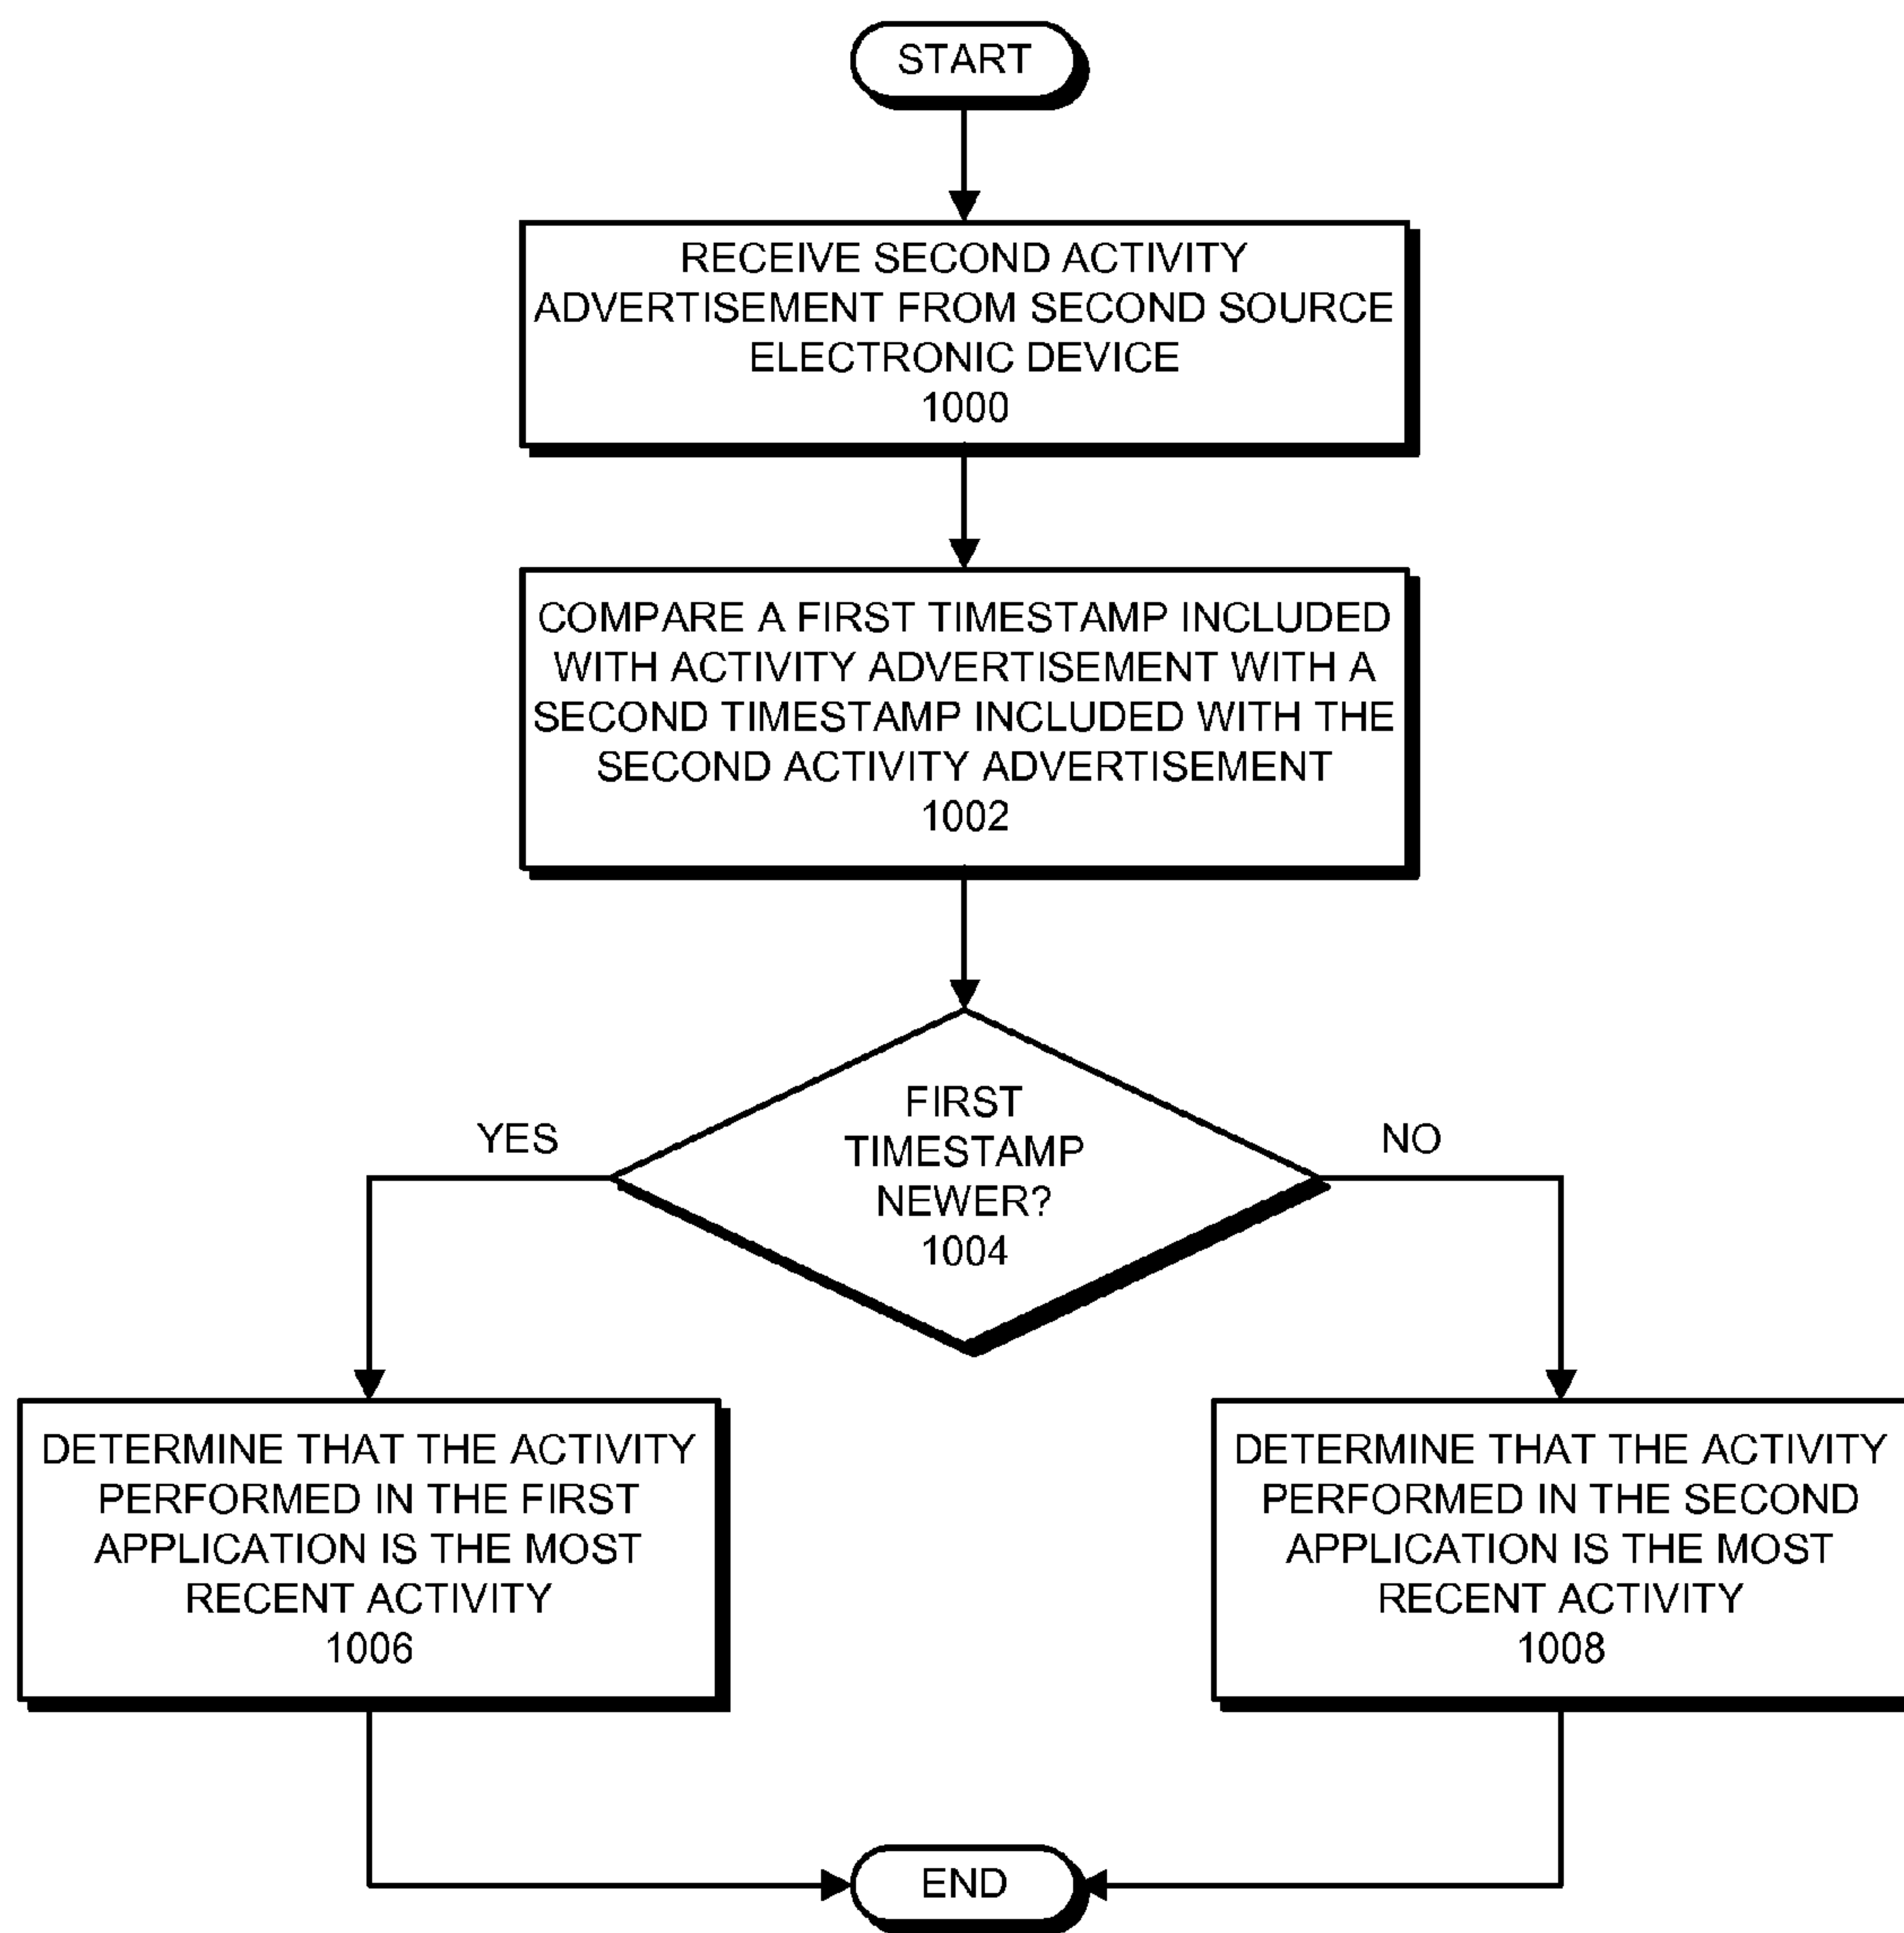 START
RECEIVE SECOND ACTIVITY
ADVERTISEMENT FROM SECOND SOURCE
ELECTRONIC DEVICE
1000
COMPARE A FIRST TIMESTAMP INCLUDED
WITH ACTIVITY ADVERTISEMENT WITH A
SECOND TIMESTAMP INCLUDED WITH THE
SECOND ACTIVITY ADVERTISEMENT
1002
FIRST
TIMESTAMP
NEWER?
1004
YES
NO
DETERMINE THAT THE ACTIVITY
PERFORMED IN THE FIRST
APPLICATION IS THE MOST
RECENT ACTIVITY
1006
DETERMINE THAT THE ACTIVITY
PERFORMED IN THE SECOND
APPLICATION IS THE MOST
RECENT ACTIVITY
1008
END